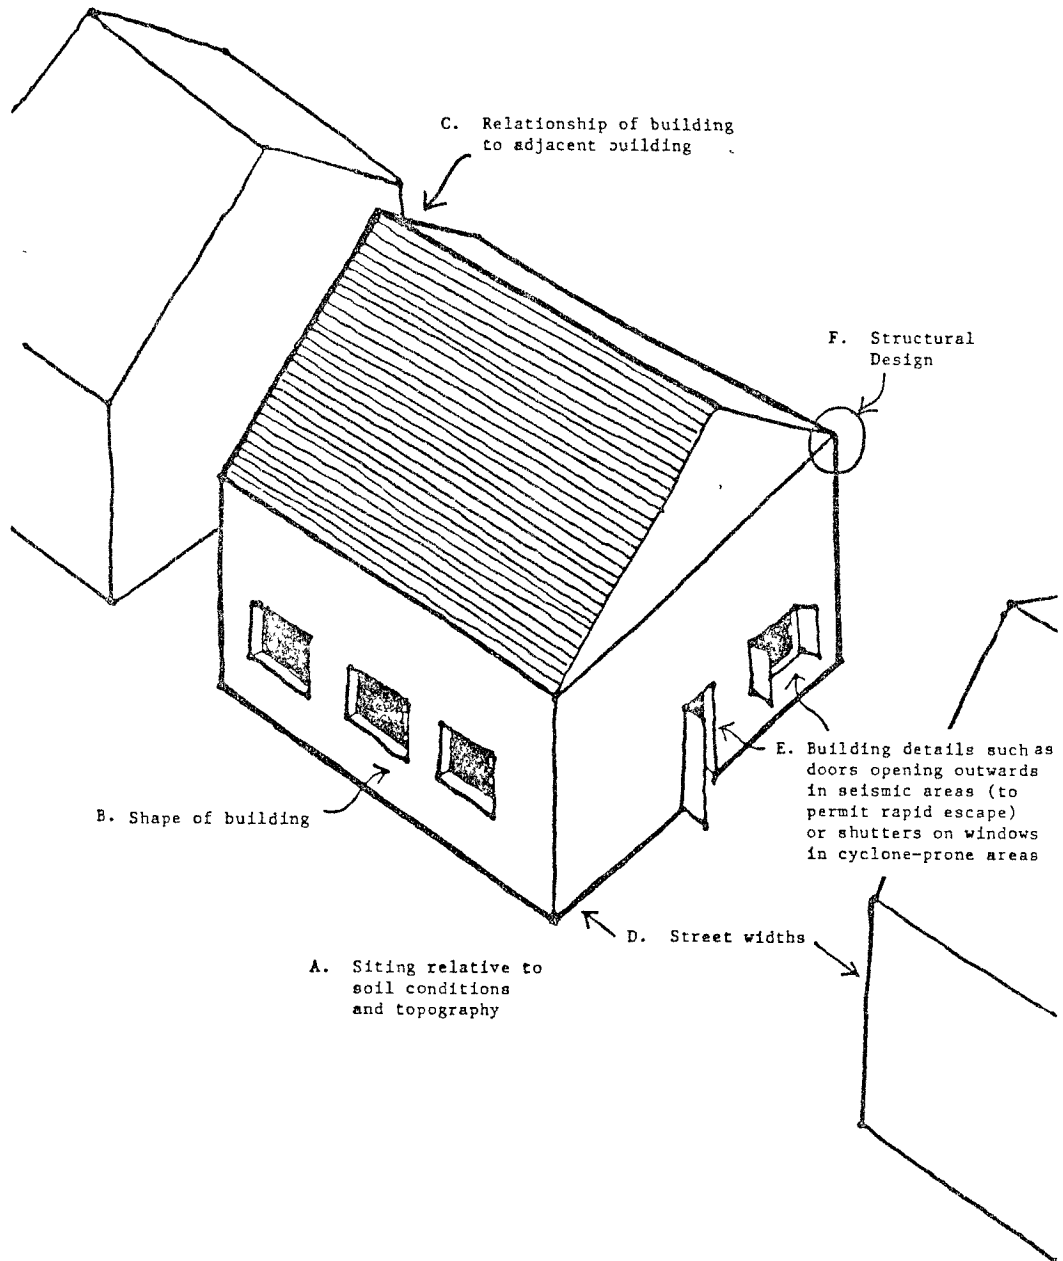 C. Relationship of building
to adjacent building
F. Structural
Design
E. Building details such as
doors opening outwards
in seismic areas (to
permit rapid escape)
or shutters on windows
in cyclone-prone areas
B. Shape of building
D. Street widths
A. Siting relative to
soil conditions
and topography